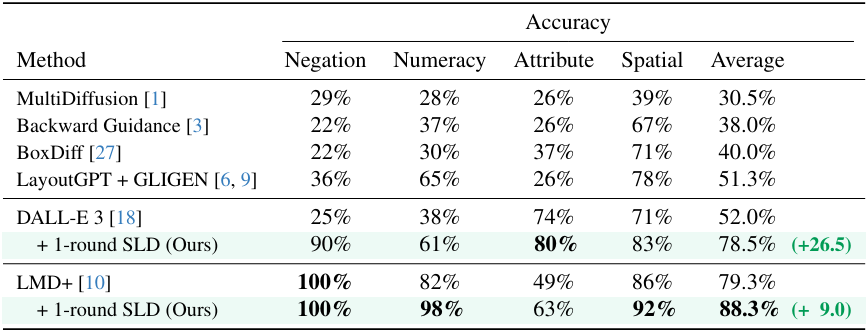 Accuracy
Method Negation Numeracy Attribute Spatial Average
MultiDiffusion [1] 29% 28% 26% 39% 30.5%
Backward Guidance [3] 22% 37% 26% 67% 38.0%
BoxDiff [27] 22% 30% 37% 71% 40.0%
LayoutGPT + GLIGEN [6, 9] 36% 65% 26% 78% 51.3%
DALL-E 3 [18] 25% 38% 74% 71% 52.0%
+ 1-round SLD (Ours) 90% 61% 80% 83% 78.5% (+26.5)
LMD+ [10] 100% 82% 49% 86% 79.3%
+ 1-round SLD (Ours) 100% 98% 63% 92% 88.3% (+ 9.0)